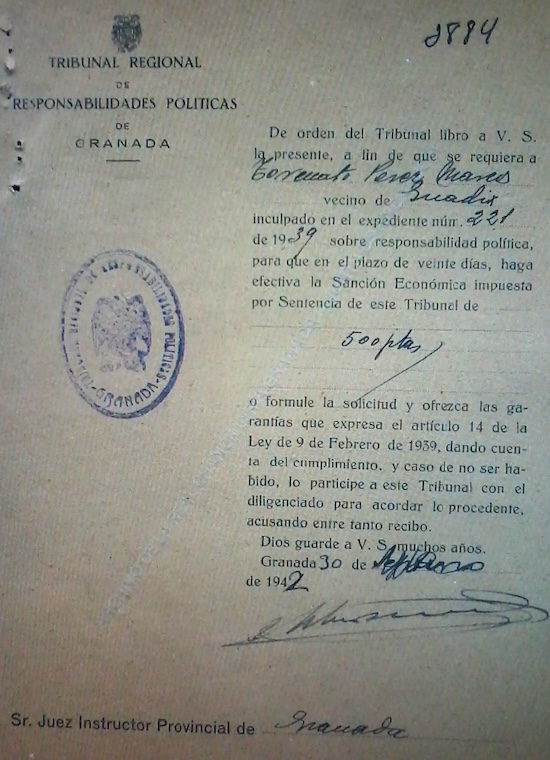 2884
TRIBUNAL REGIONAL
DE
RESPONSABILIDADES POLITICAS
DE
GRANADA
De orden del Tribunal libro a V. S.
la presente, a fin de que se requiera a
Torcuato Perez Marcos
vecino de Guadix
inculpado en el expediente núm. 221
de 1939 sobre responsabilidad política,
para que en el plazo de veinte días, haga
efectiva la Sanción Económica impuesta
por Sentencia de este Tribunal de
500 ptas
o formule la solicitud y ofrezca las ga-
rantías que expresa el artículo 14 de la
Ley de 9 de Febrero de 1939, dando cuen-
ta del cumplimiento, y caso de no ser ha-
bido, lo participe a este Tribunal con el
diligenciado para acordar lo procedente,
acusando entre tanto recibo.
Dios guarde a V. S. muchos años.
Granada 30 de
de 1942
RESPONSABILIDADES POLITICAS
GRANADA
Sr. Juez Instructor Provincial de Granada